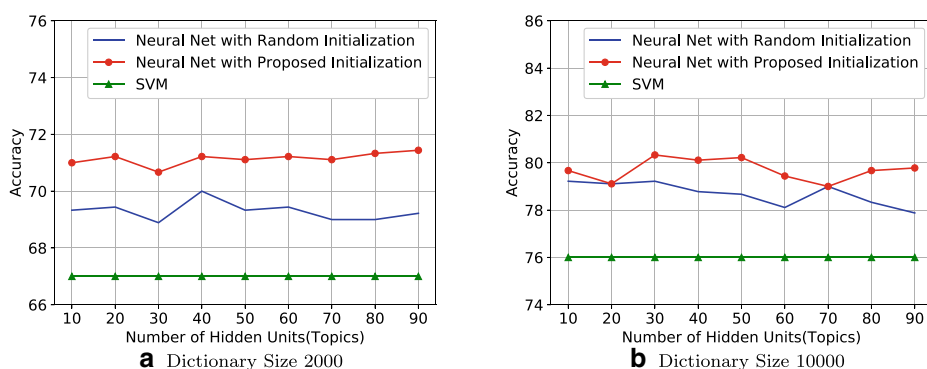 76
74
72
70
68
66
Accuracy
Neural Net with Random Initialization
Neural Net with Proposed Initialization
SVM
10 20 30 40 50 60 70 80 90
Number of Hidden Units(Topics)
a Dictionary Size 2000
86
84
82
80
78
76
74
Accuracy
Neural Net with Random Initialization
Neural Net with Proposed Initialization
SVM
10 20 30 40 50 60 70 80 90
Number of Hidden Units(Topics)
b Dictionary Size 10000